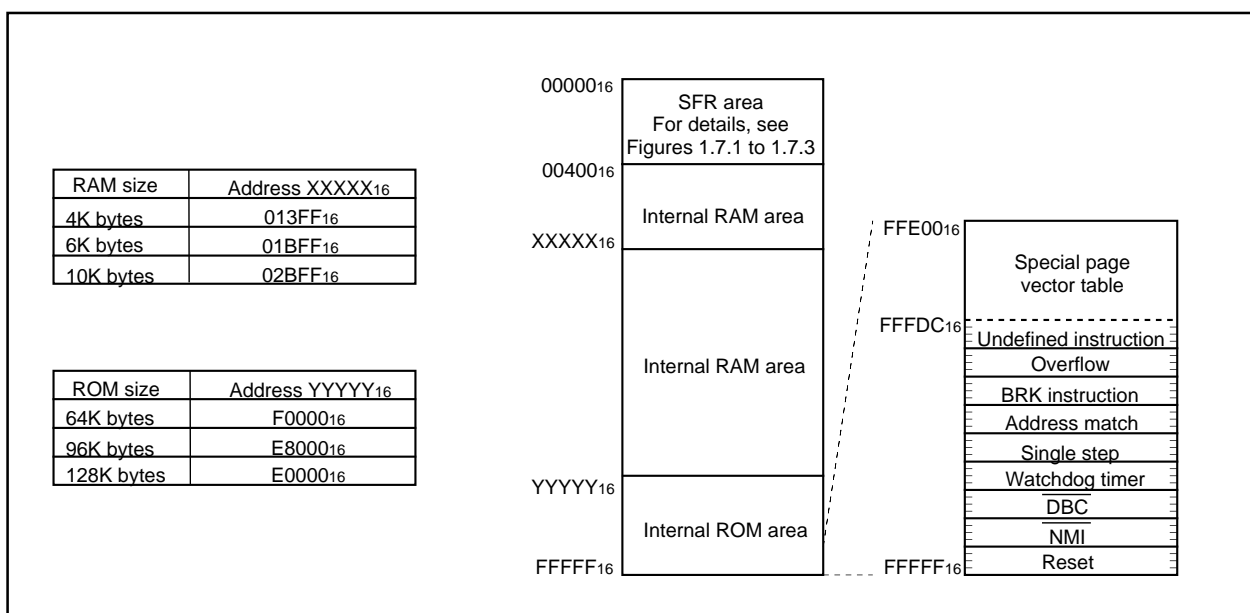 RAM size Address XXXXX16
4K bytes 013FF16
6K bytes 01BFF16
10K bytes 02BFF16
ROM size Address YYYYY16
64K bytes F000016
96K bytes E800016
128K bytes E000016
0000016
SFR area
For details, see
Figures 1.7.1 to 1.7.3
0040016
Internal RAM area
XXXXX16
Internal RAM area
YYYYY16
Internal ROM area
FFFFF16
FFE0016
Special page
vector table
FFFDC16
Undefined instruction
Overflow
BRK instruction
Address match
Single step
Watchdog timer
DBC
NMI
Reset
FFFFF16